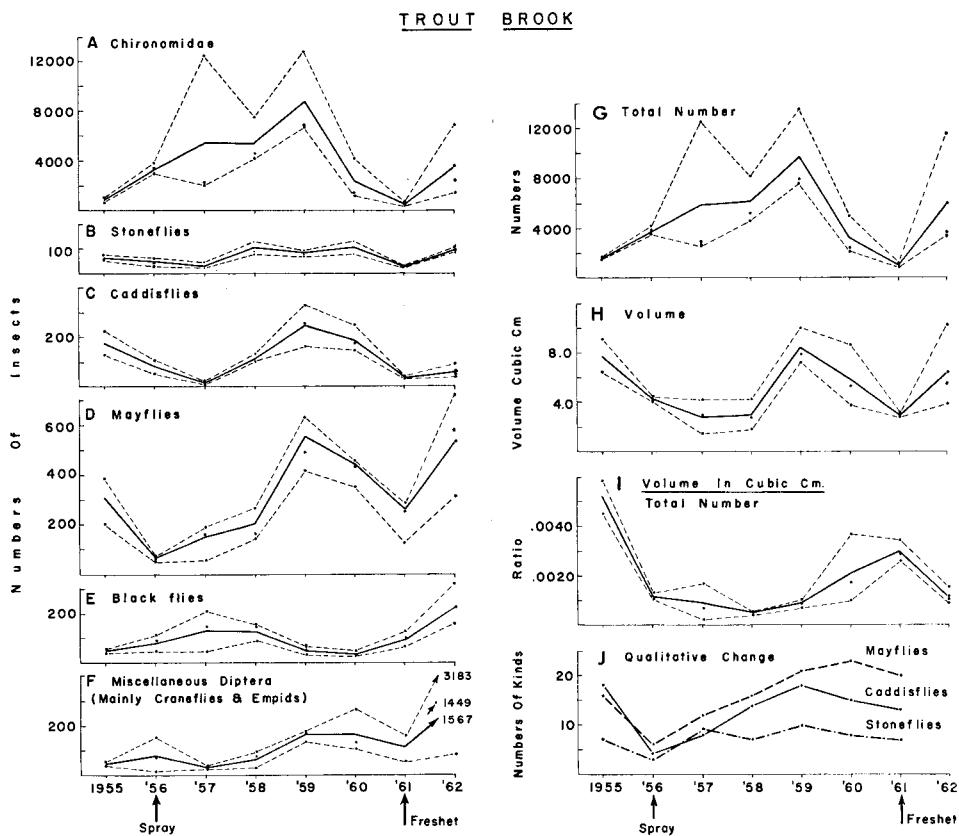 TROUT BROOK
A Chironomidae
12000
8000
4000
B Stoneflies
100
C Caddisflies
200
D Mayflies
600
400
200
E Black flies
200
F Miscellaneous Diptera
(Mainly Craneflies & Empids)
200
3183
1449
1567
Numbers Of Insects
1955 '56 '57 '58 '59 '60 '61 '62
Spray
Freshet
G Total Number
12000
8000
4000
Numbers
H Volume
8.0
4.0
Volume Cubic Cm
I Volume In Cubic Cm.
Total Number
.0040
.0020
Ratio
J Qualitative Change
20
10
Numbers Of Kinds
Mayflies
Caddisflies
Stoneflies
1955 '56 '57 '58 '59 '60 '61 '62
Spray
Freshet